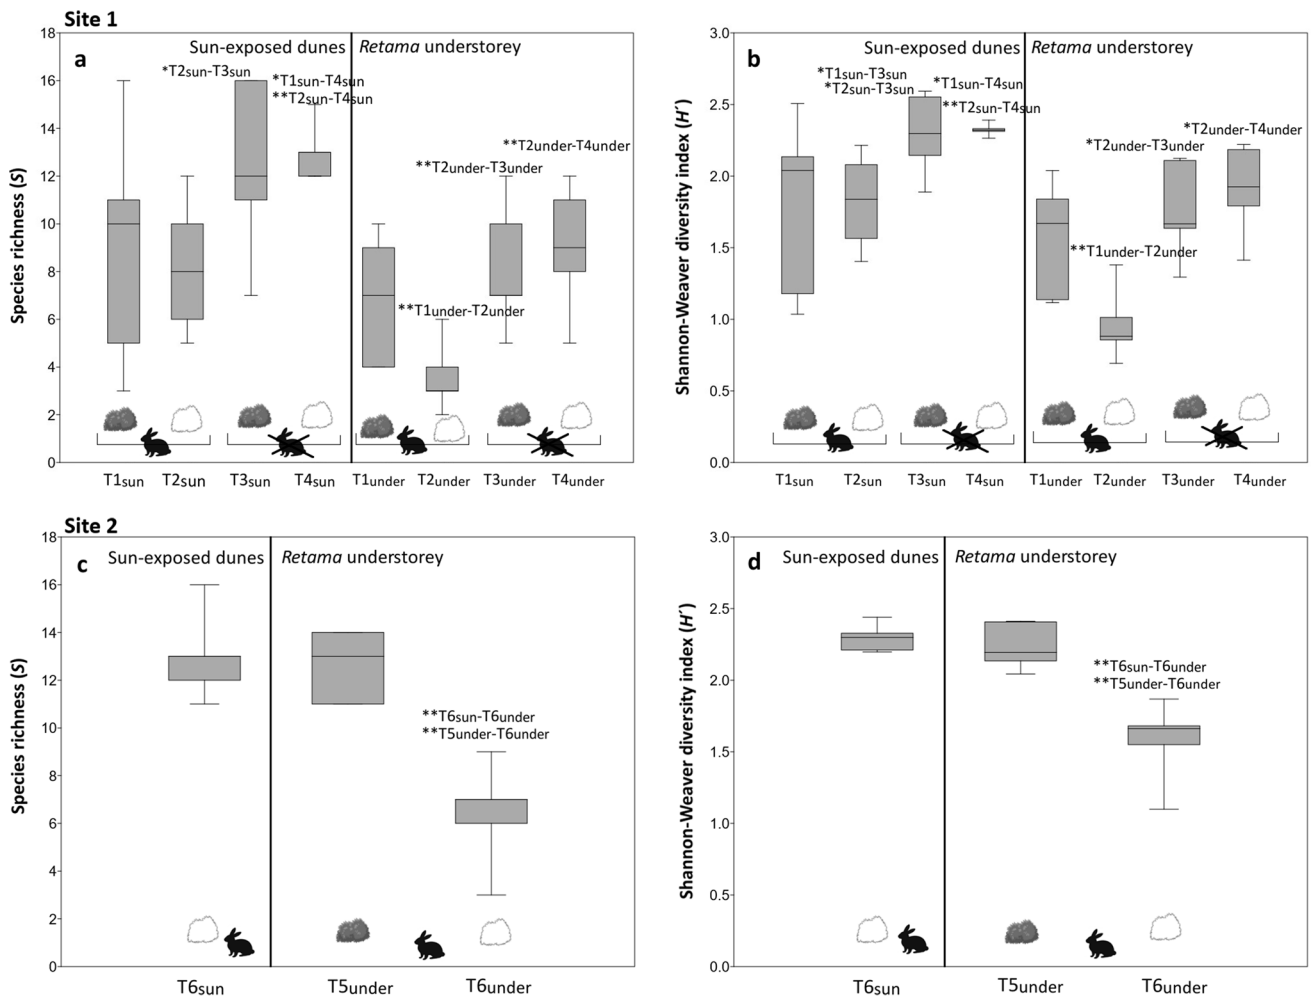 Site 1
a
Sun-exposed dunes
Retama understorey
*T2sun-T3sun
*T1sun-T4sun
**T2sun-T4sun
**T2under-T4under
**T2under-T3under
**T1under-T2under
Species richness (S)
18
16
14
12
10
8
6
4
2
0
T1sun
T2sun
T3sun
T4sun
T1under
T2under
T3under
T4under
b
Sun-exposed dunes
Retama understorey
*T1sun-T3sun
*T2sun-T3sun
*T1sun-T4sun
**T2sun-T4sun
*T2under-T4under
*T2under-T3under
**T1under-T2under
Shannon-Weaver diversity index (H´)
3.0
2.5
2.0
1.5
1.0
0.5
0.0
T1sun
T2sun
T3sun
T4sun
T1under
T2under
T3under
T4under
Site 2
c
Sun-exposed dunes
Retama understorey
**T6sun-T6under
**T5under-T6under
Species richness (S)
18
16
14
12
10
8
6
4
2
0
T6sun
T5under
T6under
d
Sun-exposed dunes
Retama understorey
**T6sun-T6under
**T5under-T6under
Shannon-Weaver diversity index (H´)
3.0
2.5
2.0
1.5
1.0
0.5
0.0
T6sun
T5under
T6under